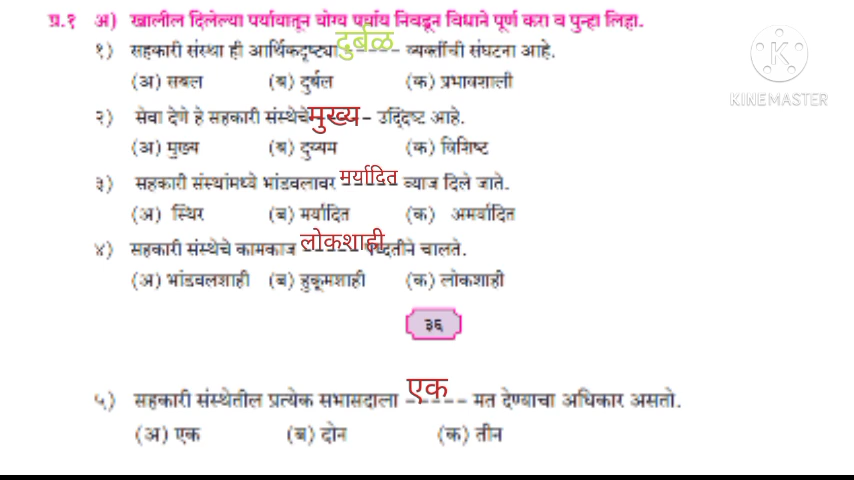 प्र.१ अ) खालील दिलेल्या पर्यायातून योग्य पर्याय निवडून विधाने पूर्ण करा व पुन्हा लिहा.
१) सहकारी संस्था ही आर्थिकदृष्ट्या दुर्बळ ----- व्यक्तींची संघटना आहे.
(अ) सबल (ब) दुर्बल (क) प्रभावशाली
२) सेवा देणे हे सहकारी संस्थेचे मुख्य – उद्दिष्ट आहे.
(अ) मुख्य (ब) दुय्यम (क) विशिष्ट
३) सहकारी संस्थांमध्ये भांडवलावर मर्यादित ----- व्याज दिले जाते.
(अ) स्थिर (ब) मर्यादित (क) अमर्यादित
४) सहकारी संस्थेचे कामकाज लोकशाही ----- पध्दतीने चालते.
(अ) भांडवलशाही (ब) हुकूमशाही (क) लोकशाही
३६
५) सहकारी संस्थेतील प्रत्येक सभासदाला एक ----- मत देण्याचा अधिकार असतो.
(अ) एक (ब) दोन (क) तीन
KINEMASTER